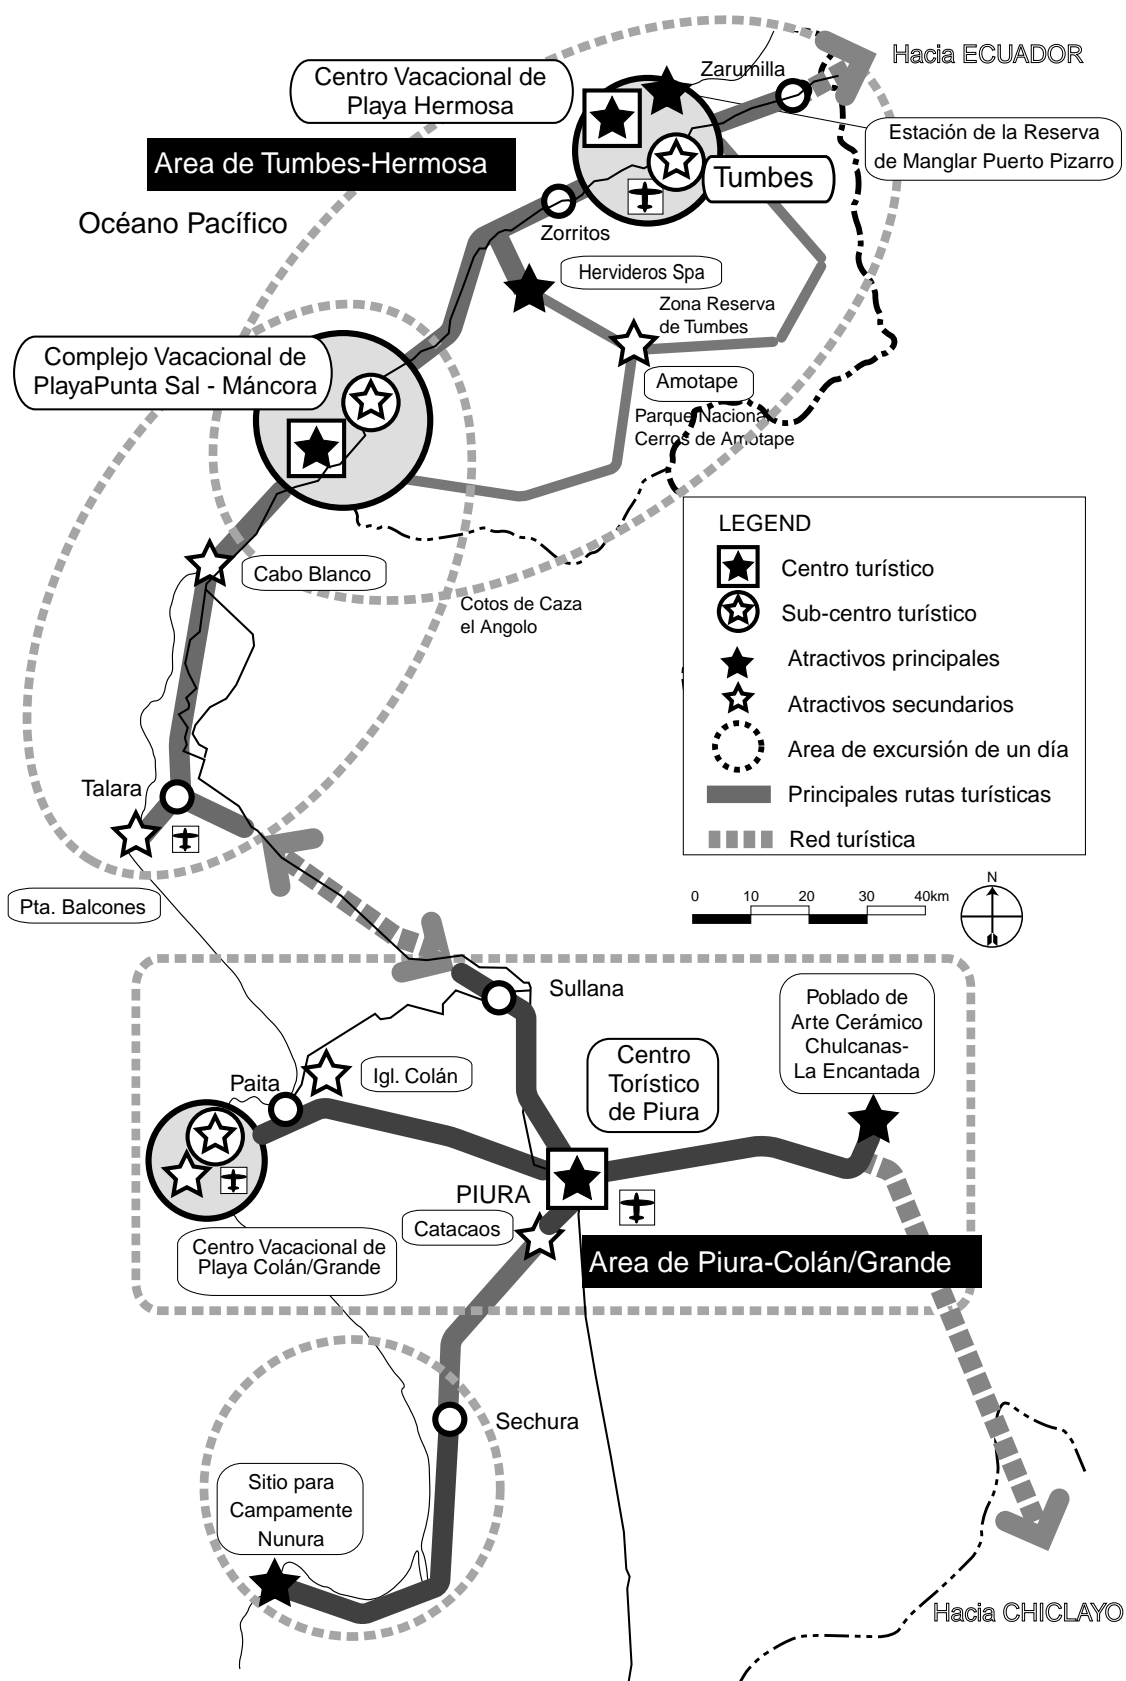 Hacia ECUADOR
Zarumilla
Centro Vacacional de
Playa Hermosa
Estación de la Reserva
de Manglar Puerto Pizarro
Area de Tumbes-Hermosa
Tumbes
Océano Pacífico
Zorritos
Hervideros Spa
Zona Reserva
de Tumbes
Complejo Vacacional de
PlayaPunta Sal - Máncora
Amotape
Parque Nacional
Cerros de Amotape
LEGEND
Centro turístico
Sub-centro turístico
Atractivos principales
Atractivos secundarios
Area de excursión de un día
Principales rutas turísticas
Red turística
Cabo Blanco
Cotos de Caza
el Angolo
Talara
Pta. Balcones
0 10 20 30 40km
N
Sullana
Poblado de
Arte Cerámico
Chulcanas-
La Encantada
Centro
Torístico
de Piura
Igl. Colán
Paita
PIURA
Catacaos
Centro Vacacional de
Playa Colán/Grande
Area de Piura-Colán/Grande
Sechura
Sitio para
Campamente
Nunura
Hacia CHICLAYO